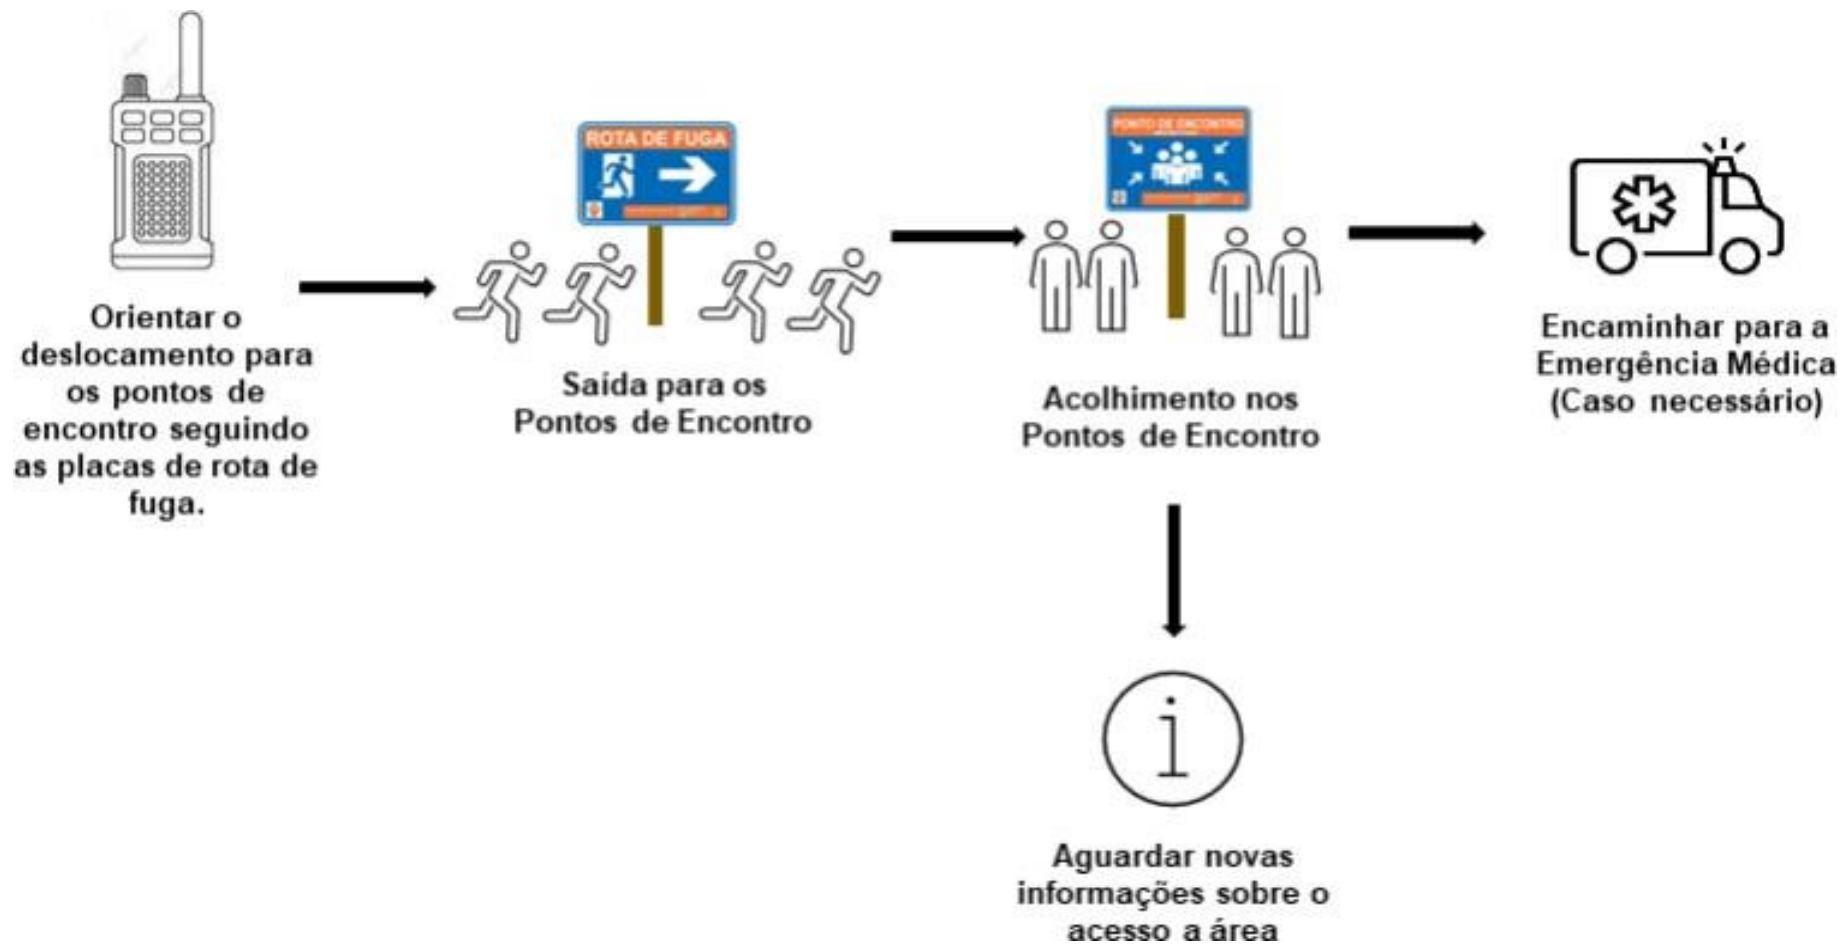 Orientar o
deslocamento para
os pontos de
encontro seguindo
as placas de rota de
fuga.
ROTA DE FUGA
Saída para os
Pontos de Encontro
PONTO DE ENCONTRO
Acolhimento nos
Pontos de Encontro
Encaminhar para a
Emergência Médica
(Caso necessário)
i
Aguardar novas
informações sobre o
acesso a área